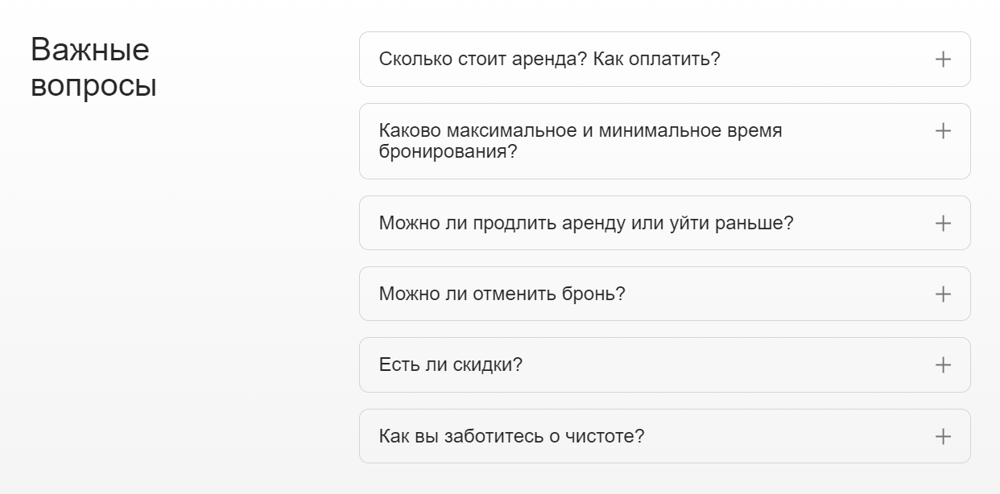 Важные
вопросы
Сколько стоит аренда? Как оплатить?
Каково максимальное и минимальное время
бронирования?
Можно ли продлить аренду или уйти раньше?
Можно ли отменить бронь?
Есть ли скидки?
Как вы заботитесь о чистоте?